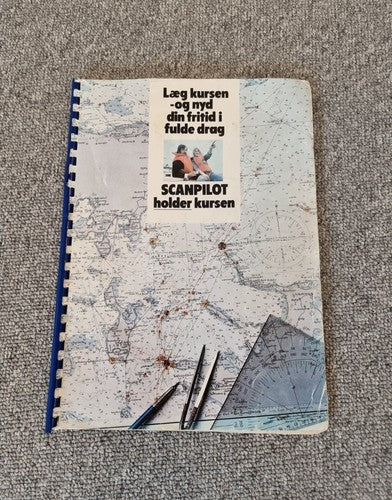 Læg kursen
-og nyd
din fritid i
fulde drag
SCANPILOT
holder kursen